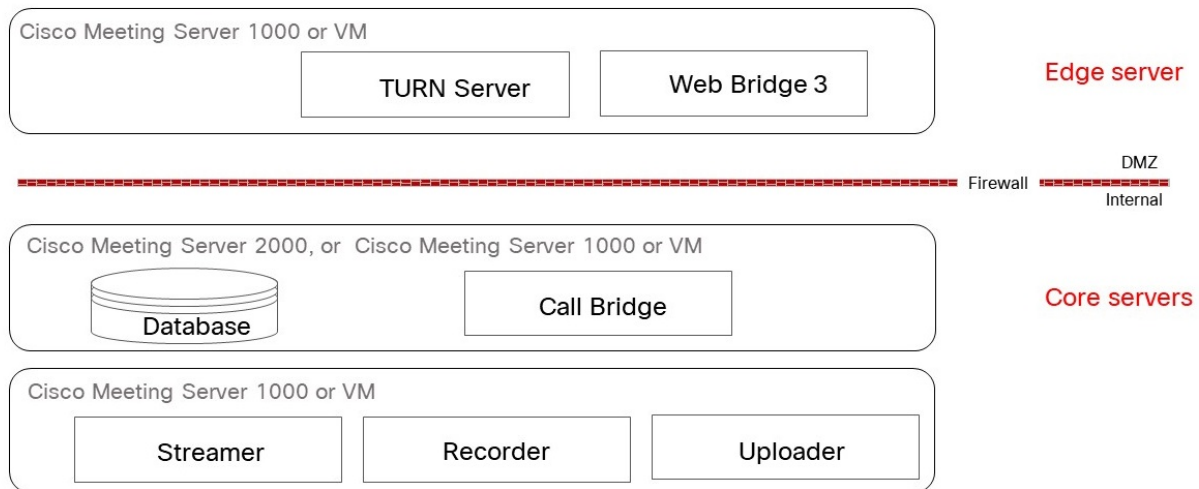 Cisco Meeting Server 1000 or VM
TURN Server
Web Bridge 3
Edge server
DMZ
Firewall
Internal
Cisco Meeting Server 2000, or Cisco Meeting Server 1000 or VM
Database
Call Bridge
Core servers
Cisco Meeting Server 1000 or VM
Streamer
Recorder
Uploader